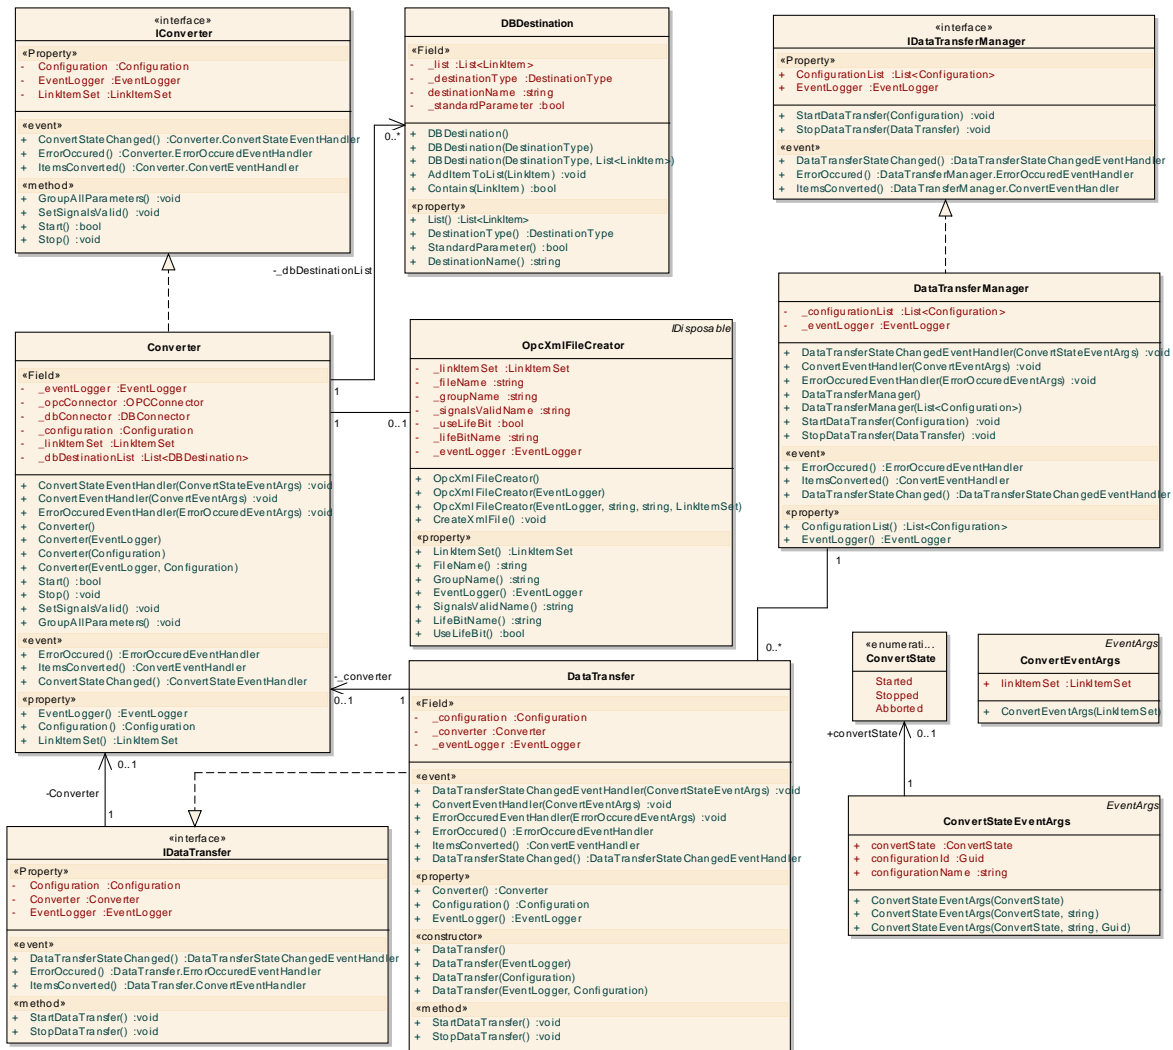 «interface»
IConverter
«Property»
- Configuration :Configuration
- EventLogger :EventLogger
- LinkItemSet :LinkItemSet
«event»
+ ConvertStateChanged() :Converter.ConvertStateEventHandler
+ ErrorOccured() :Converter.ErrorOccuredEventHandler
+ ItemsConverted() :Converter.ConvertEventHandler
«method»
+ GroupAllParameters() :void
+ SetSignalsValid() :void
+ Start() :bool
+ Stop() :void
DBDestination
«Field»
- _list :List<LinkItem>
- _destinationType :DestinationType
- destinationName :string
- _standardParameter :bool
+ DBDestination()
+ DBDestination(DestinationType)
+ DBDestination(DestinationType, List<LinkItem>)
+ AddItemToList(LinkItem) :void
+ Contains(LinkItem) :bool
«property»
+ List() :List<LinkItem>
+ DestinationType() :DestinationType
+ StandardParameter() :bool
+ DestinationName() :string
0..*
-_dbDestinationList
«interface»
IDataTransferManager
«Property»
+ ConfigurationList :List<Configuration>
+ EventLogger :EventLogger
+ StartDataTransfer(Configuration) :void
+ StopDataTransfer(DataTransfer) :void
«event»
+ DataTransferStateChanged() :DataTransferStateChangedEventHandler
+ ErrorOccured() :DataTransferManager.ErrorOccuredEventHandler
+ ItemsConverted() :DataTransferManager.ConvertEventHandler
Converter
«Field»
- _eventLogger :EventLogger
- _opcConnector :OPCConnector
- _dbConnector :DBConnector
- _configuration :Configuration
- _linkItemSet :LinkItemSet
- _dbDestinationList :List<DBDestination>
+ ConvertStateEventHandler(ConvertStateEventArgs) :void
+ ConvertEventHandler(ConvertEventArgs) :void
+ ErrorOccuredEventHandler(ErrorOccuredEventArgs) :void
+ Converter()
+ Converter(EventLogger)
+ Converter(Configuration)
+ Converter(EventLogger, Configuration)
+ Start() :bool
+ Stop() :void
+ SetSignalsValid() :void
+ GroupAllParameters() :void
«event»
+ ErrorOccured() :ErrorOccuredEventHandler
+ ItemsConverted() :ConvertEventHandler
+ ConvertStateChanged() :ConvertStateEventHandler
«property»
+ EventLogger() :EventLogger
+ Configuration() :Configuration
+ LinkItemSet() :LinkItemSet
1
1
0..1
IDisposable
OpcXmlFileCreator
- _linkItemSet :LinkItemSet
- _fileName :string
- _groupName :string
- _signalsValidName :string
- _useLifeBit :bool
- _lifeBitName :string
- _eventLogger :EventLogger
+ OpcXmlFileCreator()
+ OpcXmlFileCreator(EventLogger)
+ OpcXmlFileCreator(EventLogger, string, string, LinkItemSet)
+ CreateXmlFile() :void
«property»
+ LinkItemSet() :LinkItemSet
+ FileName() :string
+ GroupName() :string
+ EventLogger() :EventLogger
+ SignalsValidName() :string
+ LifeBitName() :string
+ UseLifeBit() :bool
DataTransferManager
- _configurationList :List<Configuration>
- _eventLogger :EventLogger
+ DataTransferStateChangedEventHandler(ConvertStateEventArgs) :void
+ ConvertEventHandler(ConvertEventArgs) :void
+ ErrorOccuredEventHandler(ErrorOccuredEventArgs) :void
+ DataTransferManager()
+ DataTransferManager(List<Configuration>)
+ StartDataTransfer(Configuration) :void
+ StopDataTransfer(DataTransfer) :void
«event»
+ ErrorOccured() :ErrorOccuredEventHandler
+ ItemsConverted() :ConvertEventHandler
+ DataTransferStateChanged() :DataTransferStateChangedEventHandler
«property»
+ ConfigurationList() :List<Configuration>
+ EventLogger() :EventLogger
1
0..*
-_converter
0..1
1
DataTransfer
«Field»
- _configuration :Configuration
- _converter :Converter
- _eventLogger :EventLogger
«event»
+ DataTransferStateChangedEventHandler(ConvertStateEventArgs) :void
+ ConvertEventHandler(ConvertEventArgs) :void
+ ErrorOccuredEventHandler(ErrorOccuredEventArgs) :void
+ ErrorOccured() :ErrorOccuredEventHandler
+ ItemsConverted() :ConvertEventHandler
+ DataTransferStateChanged() :DataTransferStateChangedEventHandler
«property»
+ Converter() :Converter
+ Configuration() :Configuration
+ EventLogger() :EventLogger
«constructor»
+ DataTransfer()
+ DataTransfer(EventLogger)
+ DataTransfer(Configuration)
+ DataTransfer(EventLogger, Configuration)
«method»
+ StartDataTransfer() :void
+ StopDataTransfer() :void
0..1
-Converter
1
«interface»
IDataTransfer
«Property»
- Configuration :Configuration
- Converter :Converter
- EventLogger :EventLogger
«event»
+ DataTransferStateChanged() :DataTransferStateChangedEventHandler
+ ErrorOccured() :DataTransfer.ErrorOccuredEventHandler
+ ItemsConverted() :DataTransfer.ConvertEventHandler
«method»
+ StartDataTransfer() :void
+ StopDataTransfer() :void
«enumerati...
ConvertState
Started
Stopped
Abborted
+convertState
0..1
1
EventArgs
ConvertEventArgs
+ linkItemSet :LinkItemSet
+ ConvertEventArgs(LinkItemSet)
EventArgs
ConvertStateEventArgs
+ convertState :ConvertState
+ configurationId :Guid
+ configurationName :string
+ ConvertStateEventArgs(ConvertState)
+ ConvertStateEventArgs(ConvertState, string)
+ ConvertStateEventArgs(ConvertState, string, Guid)